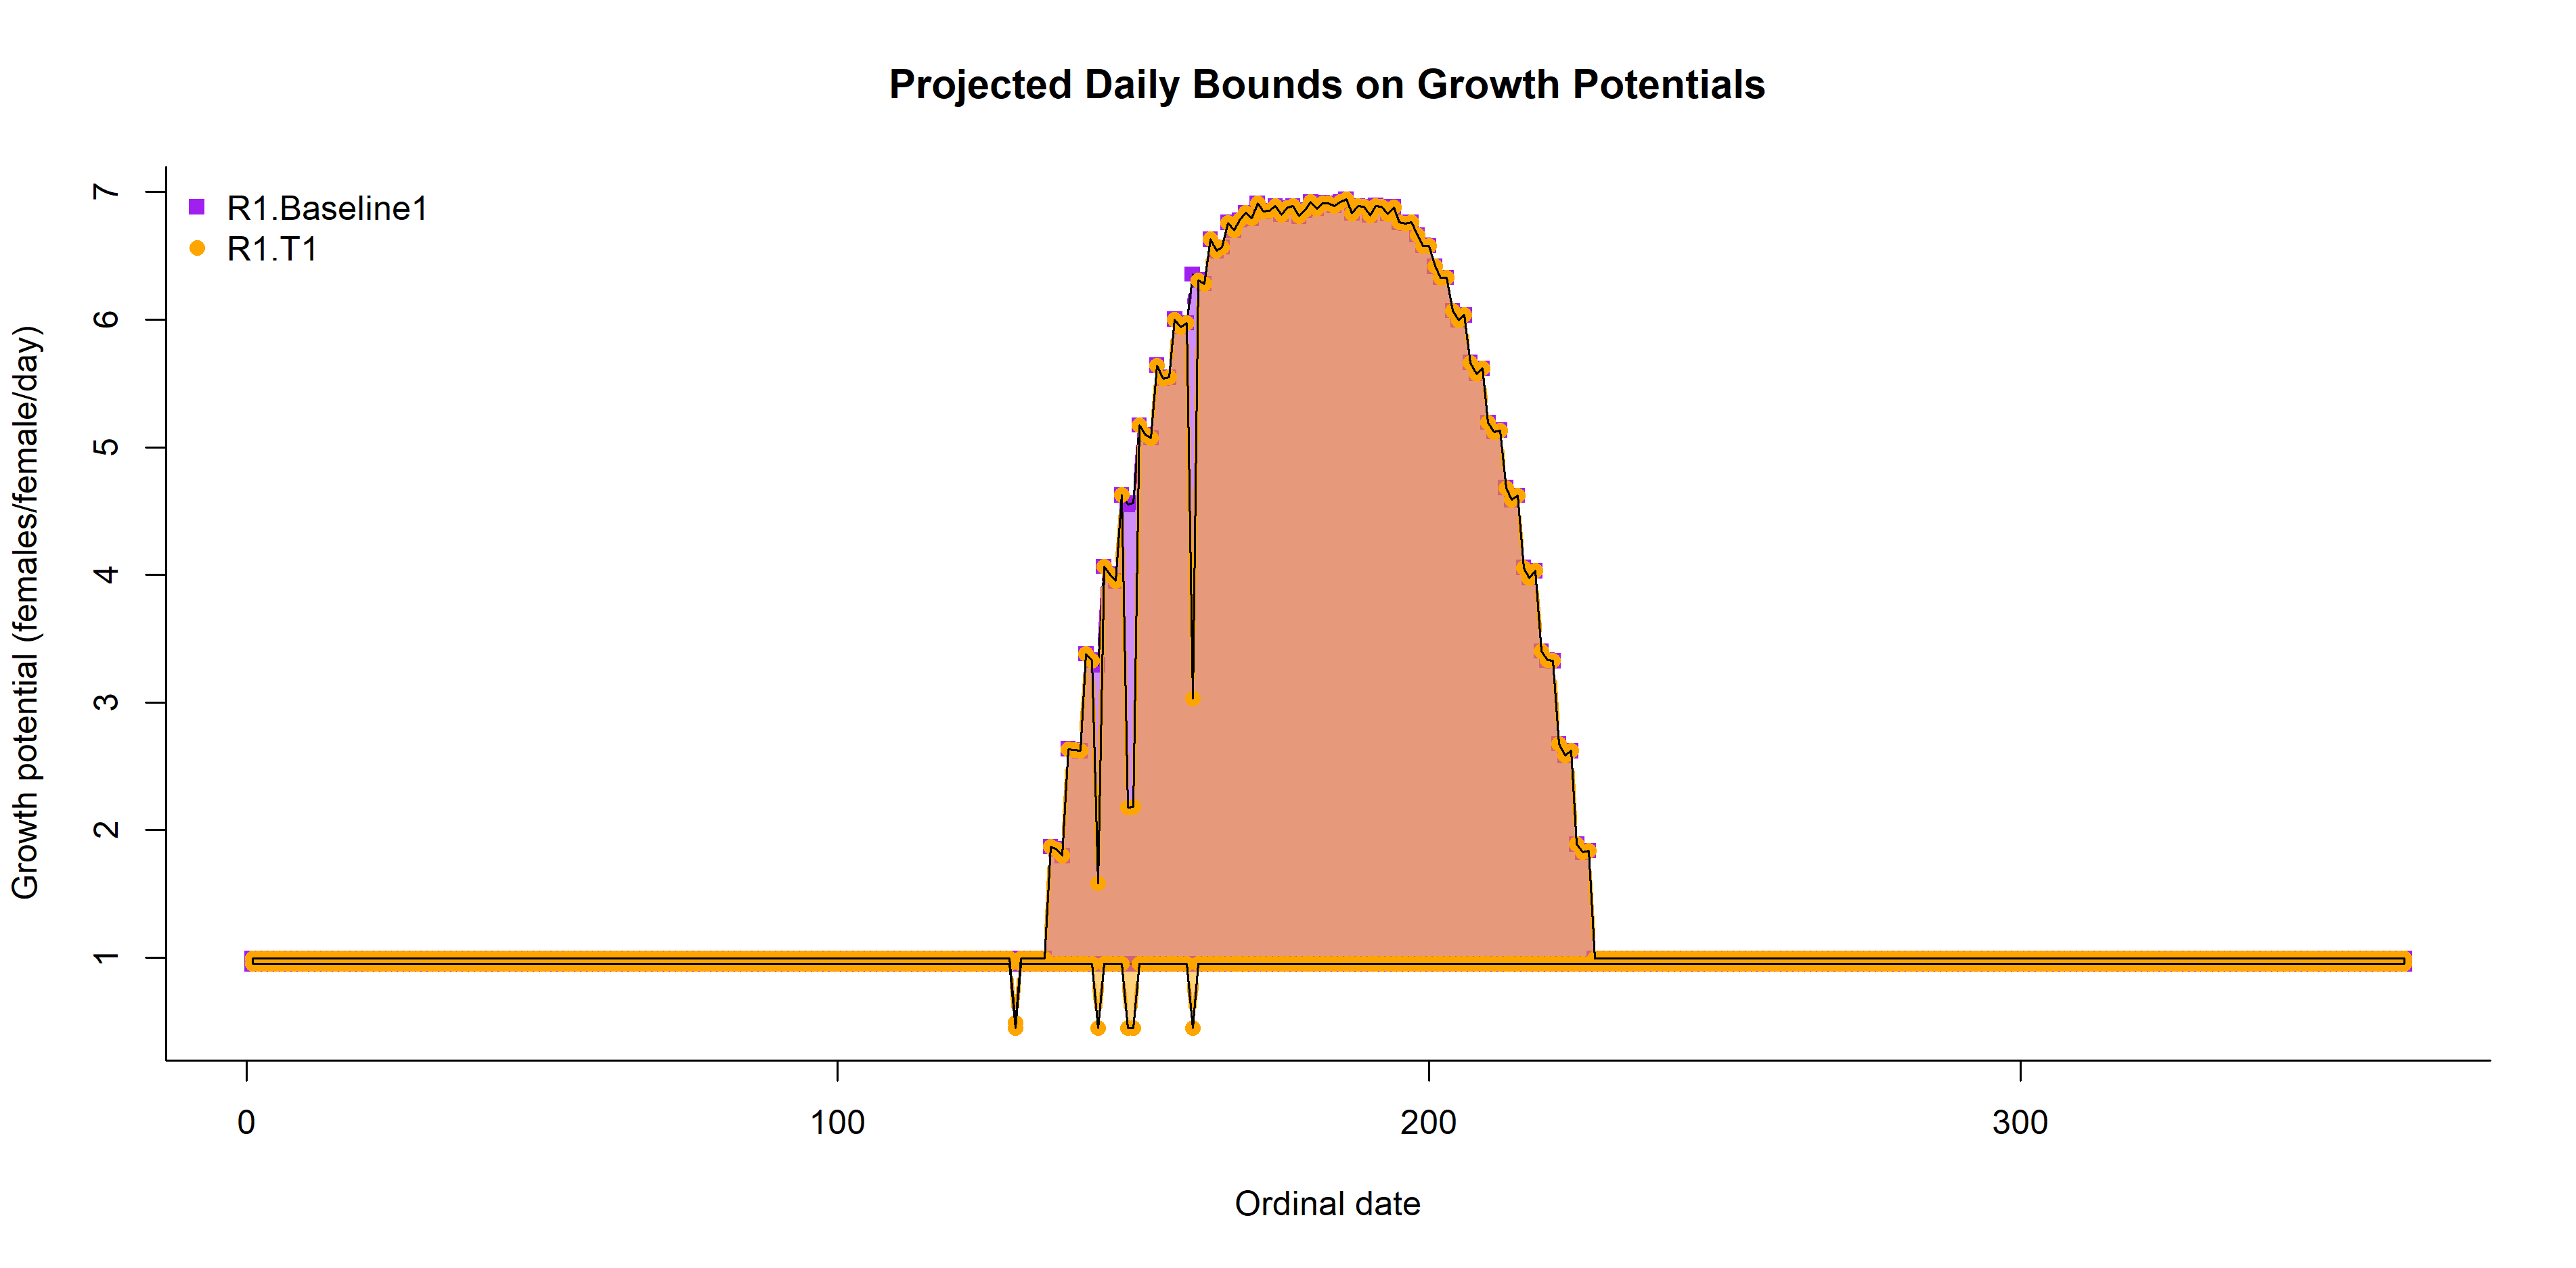 Projected Daily Bounds on Growth Potentials
R1.Baseline1
R1.T1
Growth potential (females/female/day)
7
6
5
4
3
2
1
0 100 200 300
Ordinal date